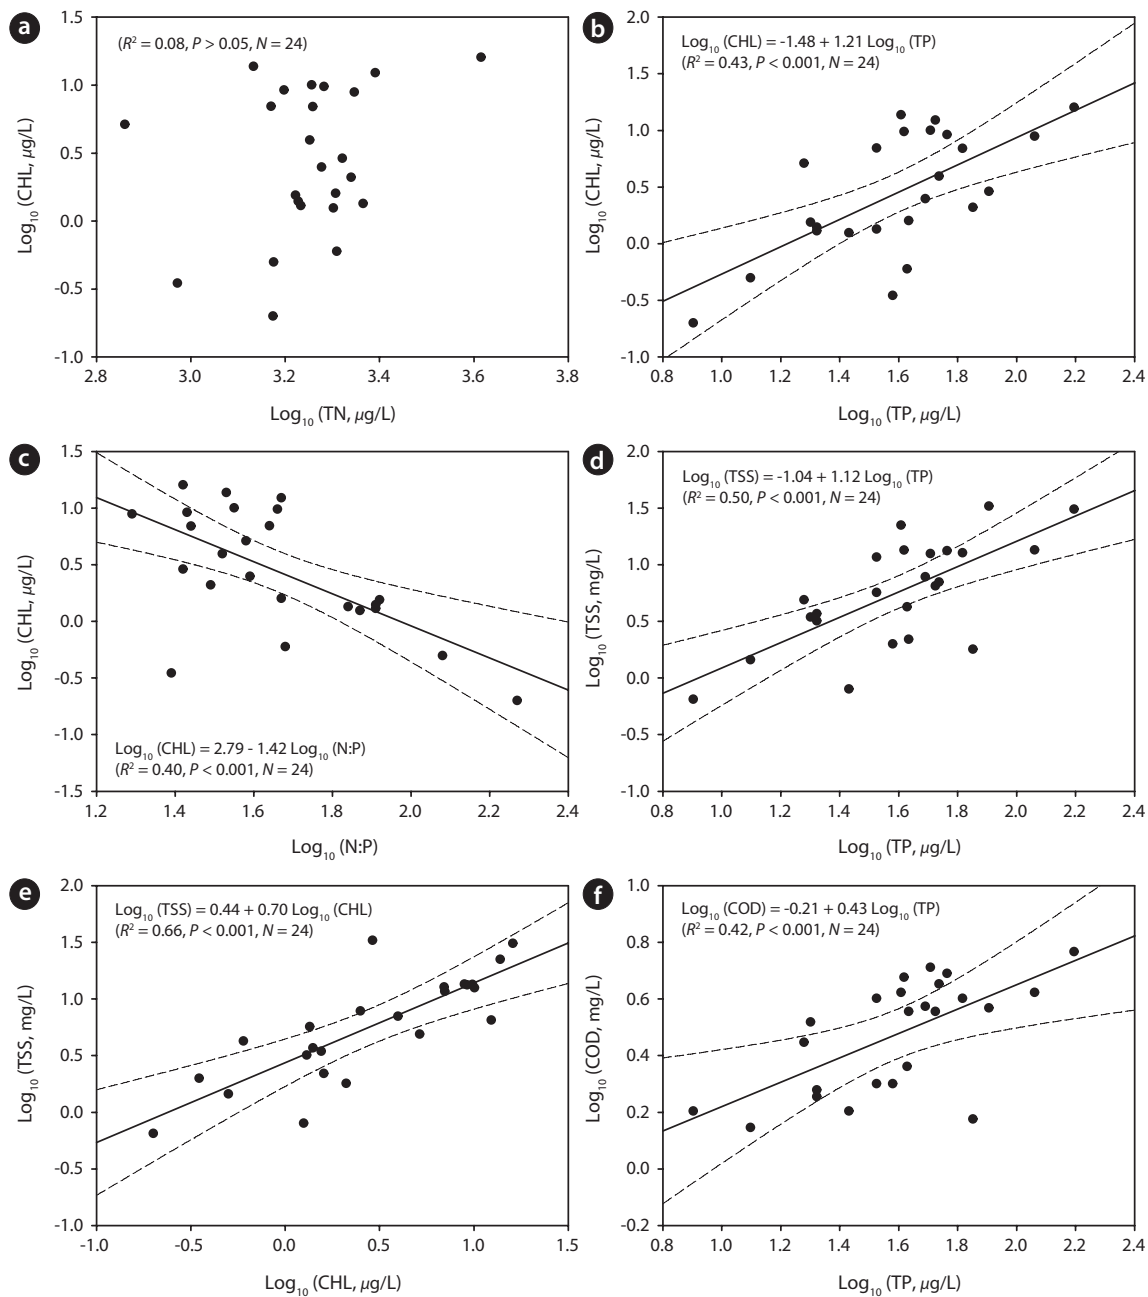 a
(R² = 0.08, P > 0.05, N = 24)
1.5
1.0
0.5
0.0
-0.5
-1.0
Log₁₀ (CHL, µg/L)
2.8 3.0 3.2 3.4 3.6 3.8
Log₁₀ (TN, µg/L)
b
Log₁₀ (CHL) = -1.48 + 1.21 Log₁₀ (TP)
(R² = 0.43, P < 0.001, N = 24)
2.0
1.5
1.0
0.5
0.0
-0.5
-1.0
Log₁₀ (CHL, µg/L)
0.8 1.0 1.2 1.4 1.6 1.8 2.0 2.2 2.4
Log₁₀ (TP, µg/L)
c
1.5
1.0
0.5
0.0
-0.5
-1.0
-1.5
Log₁₀ (CHL, µg/L)
Log₁₀ (CHL) = 2.79 - 1.42 Log₁₀ (N:P)
(R² = 0.40, P < 0.001, N = 24)
1.2 1.4 1.6 1.8 2.0 2.2 2.4
Log₁₀ (N:P)
d
Log₁₀ (TSS) = -1.04 + 1.12 Log₁₀ (TP)
(R² = 0.50, P < 0.001, N = 24)
2.0
1.5
1.0
0.5
0.0
-0.5
-1.0
Log₁₀ (TSS, mg/L)
0.8 1.0 1.2 1.4 1.6 1.8 2.0 2.2 2.4
Log₁₀ (TP, µg/L)
e
Log₁₀ (TSS) = 0.44 + 0.70 Log₁₀ (CHL)
(R² = 0.66, P < 0.001, N = 24)
2.0
1.5
1.0
0.5
0.0
-0.5
-1.0
Log₁₀ (TSS, mg/L)
-1.0 -0.5 0.0 0.5 1.0 1.5
Log₁₀ (CHL, µg/L)
f
Log₁₀ (COD) = -0.21 + 0.43 Log₁₀ (TP)
(R² = 0.42, P < 0.001, N = 24)
1.0
0.8
0.6
0.4
0.2
0.0
-0.2
Log₁₀ (COD, mg/L)
0.8 1.0 1.2 1.4 1.6 1.8 2.0 2.2 2.4
Log₁₀ (TP, µg/L)